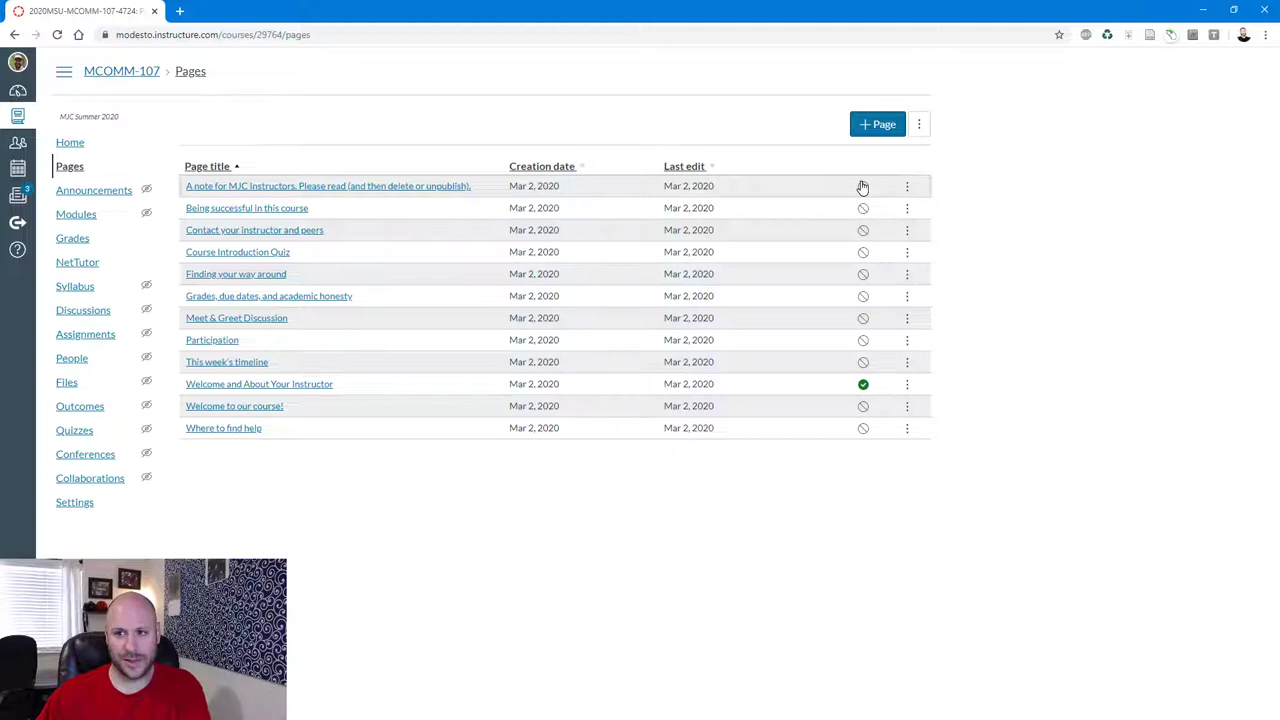 2020MSU-MCOMM-107-4724: P
modesto.instructure.com/courses/29764/pages
MCOMM-107 › Pages
MJC Summer 2020
+ Page
Home
Pages
Announcements
Modules
Grades
NetTutor
Syllabus
Discussions
Assignments
People
Files
Outcomes
Quizzes
Conferences
Collaborations
Settings
3
Page title Creation date Last edit
A note for MJC Instructors. Please read (and then delete or unpublish). Mar 2, 2020 Mar 2, 2020
Being successful in this course Mar 2, 2020 Mar 2, 2020
Contact your instructor and peers Mar 2, 2020 Mar 2, 2020
Course Introduction Quiz Mar 2, 2020 Mar 2, 2020
Finding your way around Mar 2, 2020 Mar 2, 2020
Grades, due dates, and academic honesty Mar 2, 2020 Mar 2, 2020
Meet & Greet Discussion Mar 2, 2020 Mar 2, 2020
Participation Mar 2, 2020 Mar 2, 2020
This week's timeline Mar 2, 2020 Mar 2, 2020
Welcome and About Your Instructor Mar 2, 2020 Mar 2, 2020
Welcome to our course! Mar 2, 2020 Mar 2, 2020
Where to find help Mar 2, 2020 Mar 2, 2020